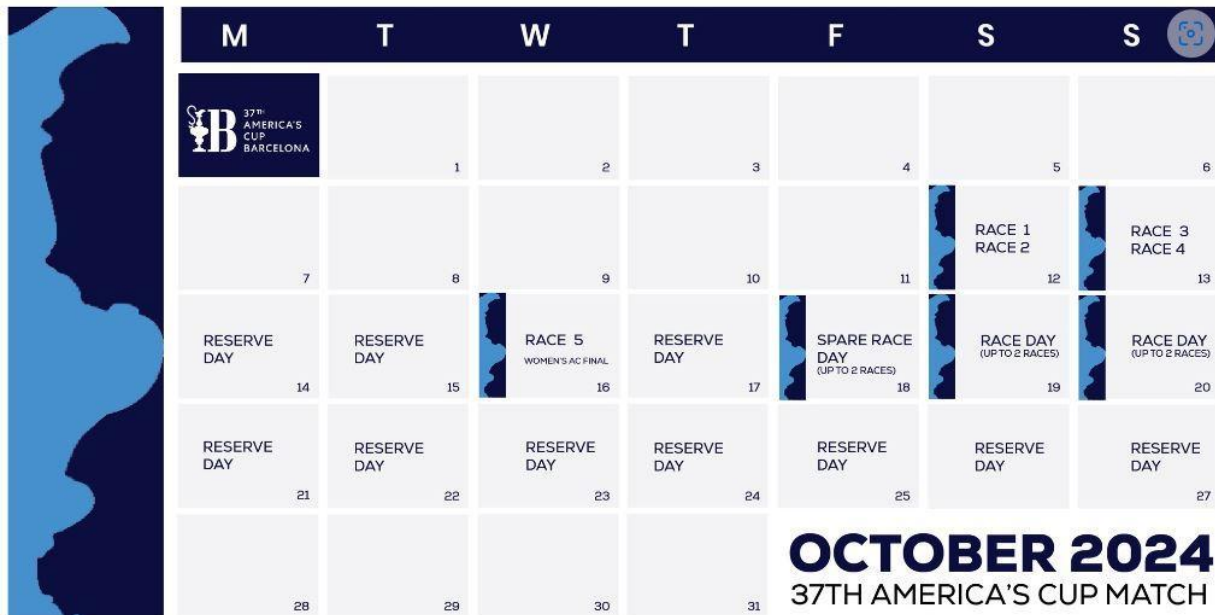 M T W T F S S
37TH
AMERICA'S
CUP
BARCELONA
B
1 2 3 4 5 6
RACE 1
RACE 2
RACE 3
RACE 4
7 8 9 10 11 12 13
RESERVE
DAY
14
RESERVE
DAY
15
RACE 5
WOMEN'S AC FINAL
16
RESERVE
DAY
17
SPARE RACE
DAY
(UP TO 2 RACES)
18
RACE DAY
(UP TO 2 RACES)
19
RACE DAY
(UP TO 2 RACES)
20
RESERVE
DAY
21
RESERVE
DAY
22
RESERVE
DAY
23
RESERVE
DAY
24
RESERVE
DAY
25
RESERVE
DAY
RESERVE
DAY
27
28 29 30 31
OCTOBER 2024
37TH AMERICA'S CUP MATCH